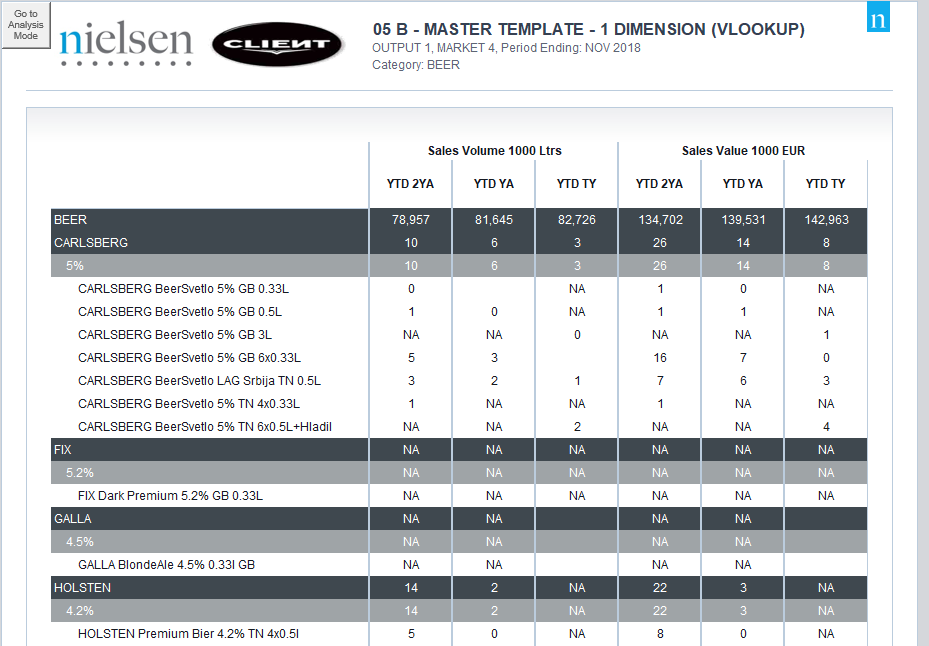 Go to
Analysis
Mode
nielsen
CLIENT
05 B - MASTER TEMPLATE - 1 DIMENSION (VLOOKUP)
OUTPUT 1, MARKET 4, Period Ending: NOV 2018
Category: BEER
n
Sales Volume 1000 Ltrs Sales Value 1000 EUR
YTD 2YA YTD YA YTD TY YTD 2YA YTD YA YTD TY
BEER 78,957 81,645 82,726 134,702 139,531 142,963
CARLSBERG 10 6 3 26 14 8
5% 10 6 3 26 14 8
CARLSBERG BeerSvetlo 5% GB 0.33L 0 NA 1 0 NA
CARLSBERG BeerSvetlo 5% GB 0.5L 1 0 NA 1 1 NA
CARLSBERG BeerSvetlo 5% GB 3L NA NA 0 NA NA 1
CARLSBERG BeerSvetlo 5% GB 6x0.33L 5 3 16 7 0
CARLSBERG BeerSvetlo LAG Srbija TN 0.5L 3 2 1 7 6 3
CARLSBERG BeerSvetlo 5% TN 4x0.33L 1 NA NA 1 NA NA
CARLSBERG BeerSvetlo 5% TN 6x0.5L+Hladil NA NA 2 NA NA 4
FIX NA NA NA NA NA NA
5.2% NA NA NA NA NA NA
FIX Dark Premium 5.2% GB 0.33L NA NA NA NA NA NA
GALLA NA NA NA NA
4.5% NA NA NA NA
GALLA BlondeAle 4.5% 0.33l GB NA NA NA NA
HOLSTEN 14 2 NA 22 3 NA
4.2% 14 2 NA 22 3 NA
HOLSTEN Premium Bier 4.2% TN 4x0.5l 5 0 NA 8 0 NA